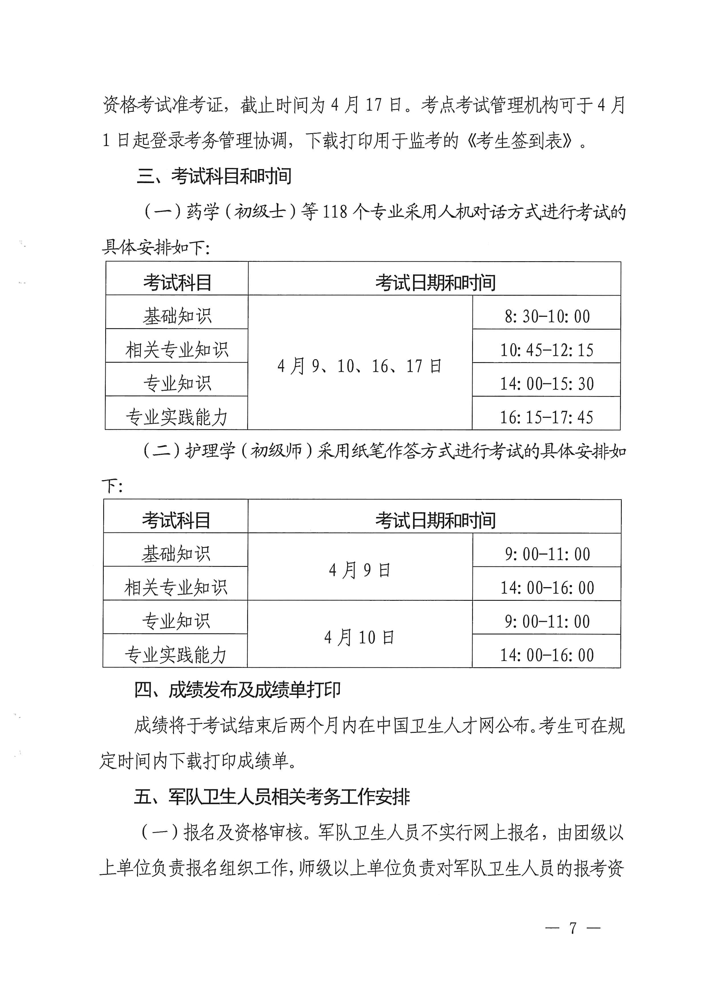 资格考试准考证，截止时间为 4 月 17 日。考点考试管理机构可于 4 月
1 日起登录考务管理协调，下载打印用于监考的《考生签到表》。
三、考试科目和时间
（一）药学（初级士）等 118 个专业采用人机对话方式进行考试的
具体安排如下：
考试科目 考试日期和时间
基础知识 8：30-10：00
相关专业知识 10：45-12：15
4 月 9、10、16、17 日
专业知识 14：00-15：30
专业实践能力 16：15-17：45
（二）护理学（初级师）采用纸笔作答方式进行考试的具体安排如
下：
考试科目 考试日期和时间
基础知识 9：00-11：00
4 月 9 日
相关专业知识 14：00-16：00
专业知识 9：00-11：00
4 月 10 日
专业实践能力 14：00-16：00
四、成绩发布及成绩单打印
成绩将于考试结束后两个月内在中国卫生人才网公布。考生可在规
定时间内下载打印成绩单。
五、军队卫生人员相关考务工作安排
（一）报名及资格审核。军队卫生人员不实行网上报名，由团级以
上单位负责报名组织工作，师级以上单位负责对军队卫生人员的报考资
— 7 —